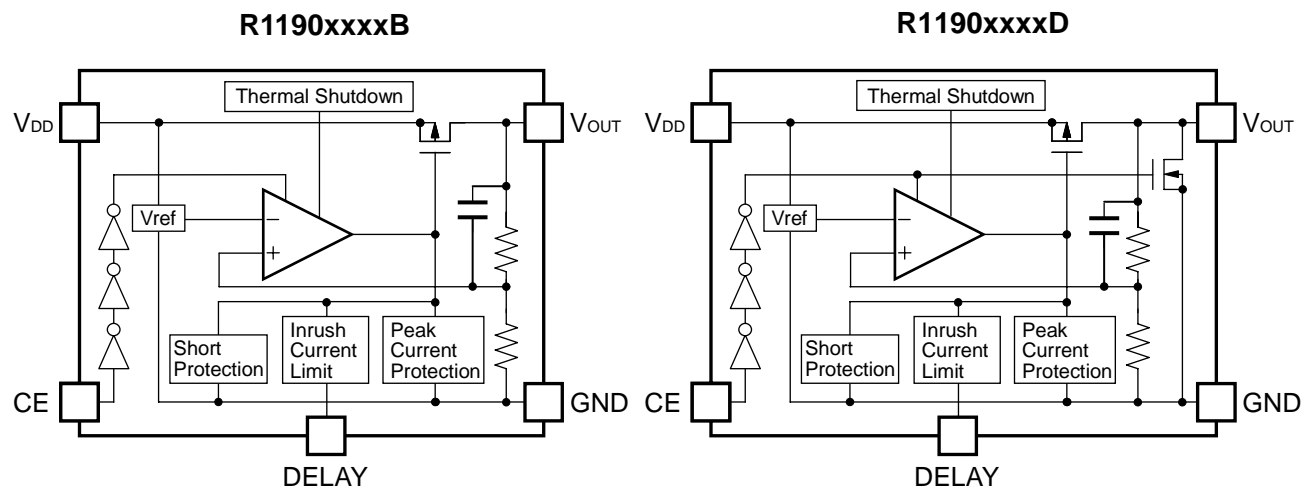 R1190xxxxB
Thermal Shutdown
VDD
VOUT
Vref
−
+
Short
Protection
Inrush
Current
Limit
Peak
Current
Protection
CE
GND
DELAY
R1190xxxxD
Thermal Shutdown
VDD
VOUT
Vref
−
+
Short
Protection
Inrush
Current
Limit
Peak
Current
Protection
CE
GND
DELAY